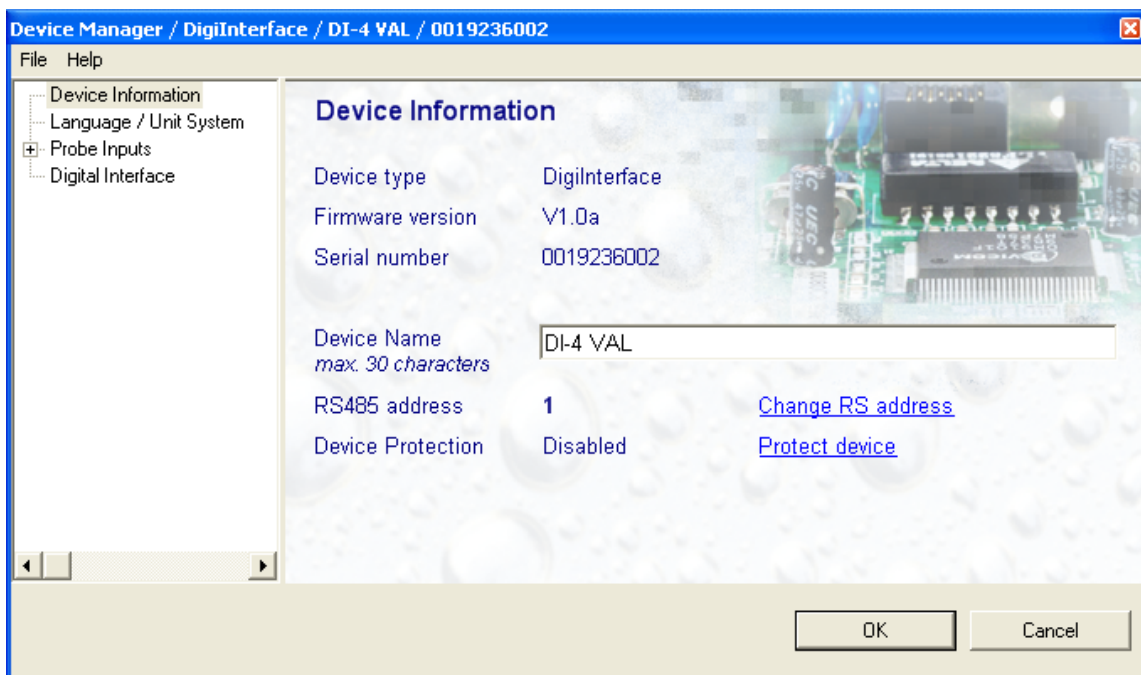 Device Manager / DigiInterface / DI-4 VAL / 0019236002
File Help
Device Information
Language / Unit System
Probe Inputs
Digital Interface
Device Information
Device type DigiInterface
Firmware version V1.0a
Serial number 0019236002
Device Name DI-4 VAL
max. 30 characters
RS485 address 1 Change RS address
Device Protection Disabled Protect device
OK Cancel